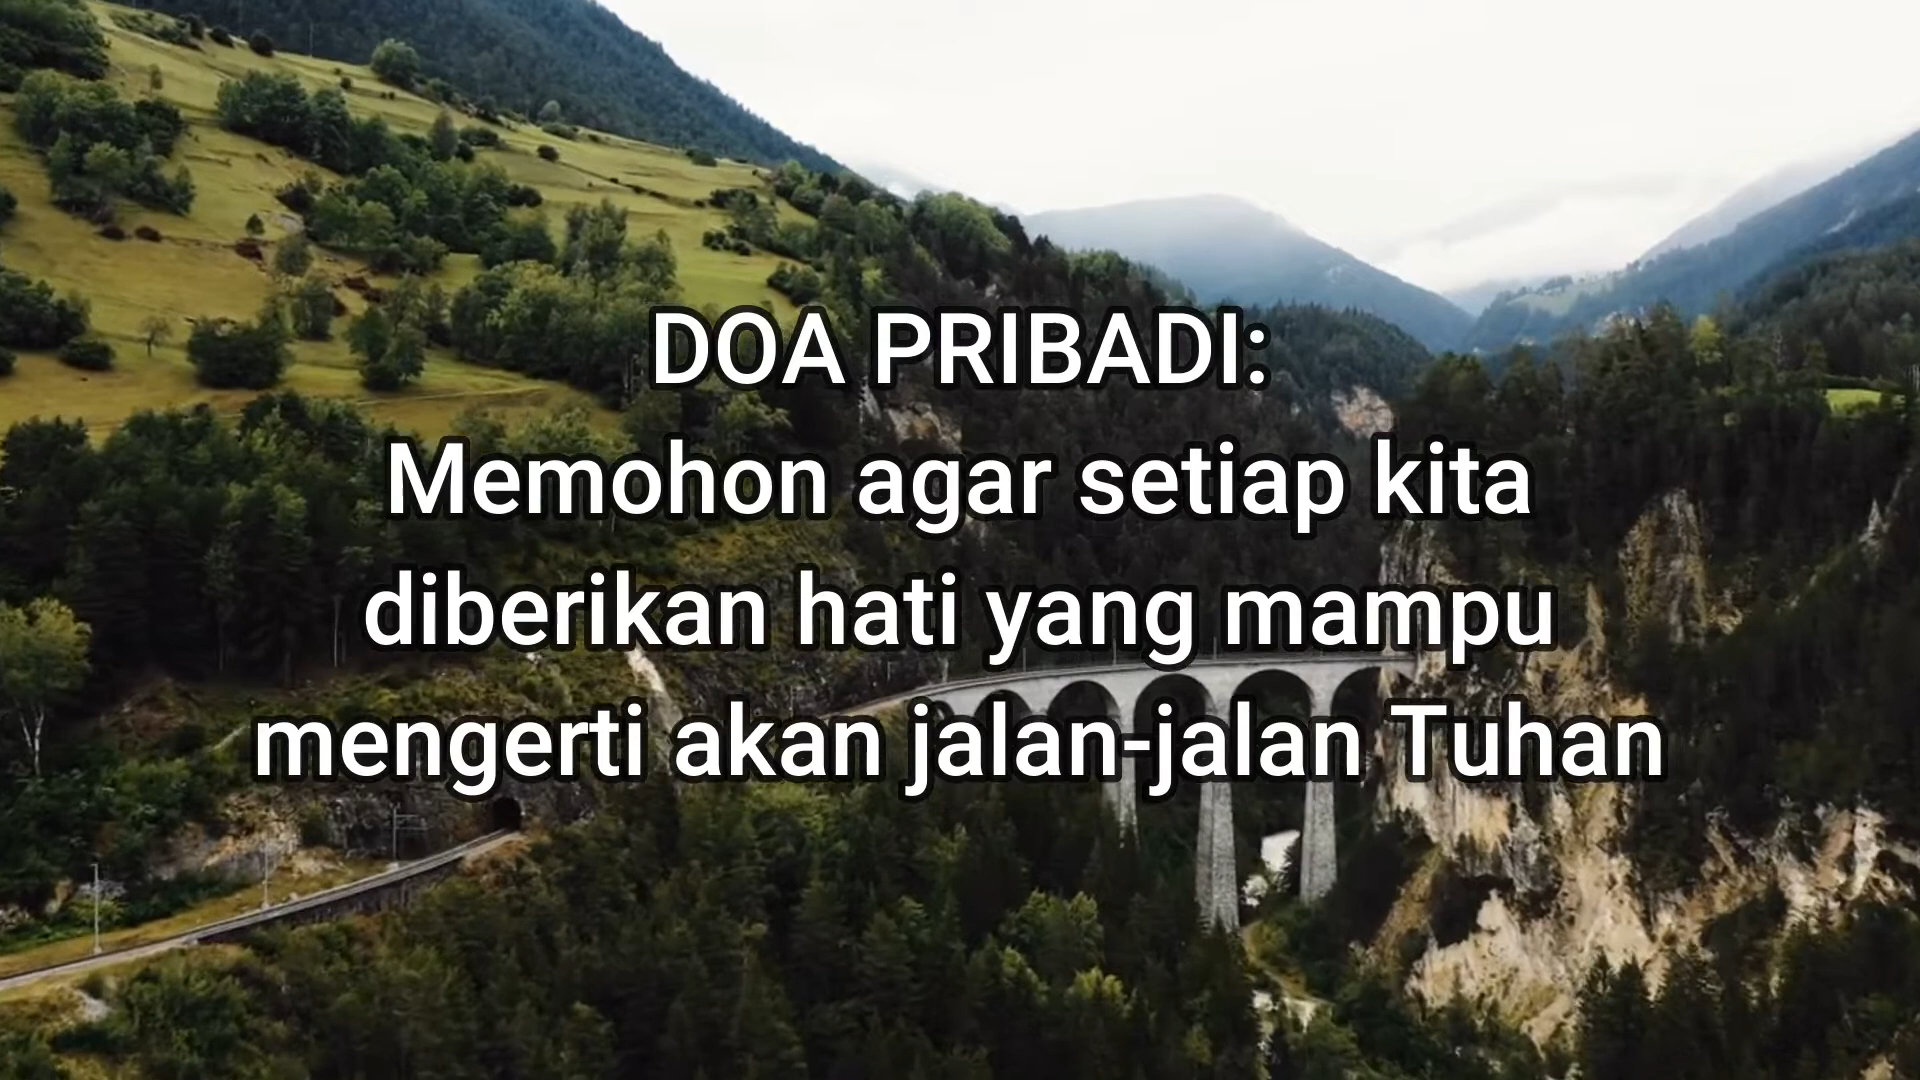 DOA PRIBADI:
Memohon agar setiap kita
diberikan hati yang mampu
mengerti akan jalan-jalan Tuhan